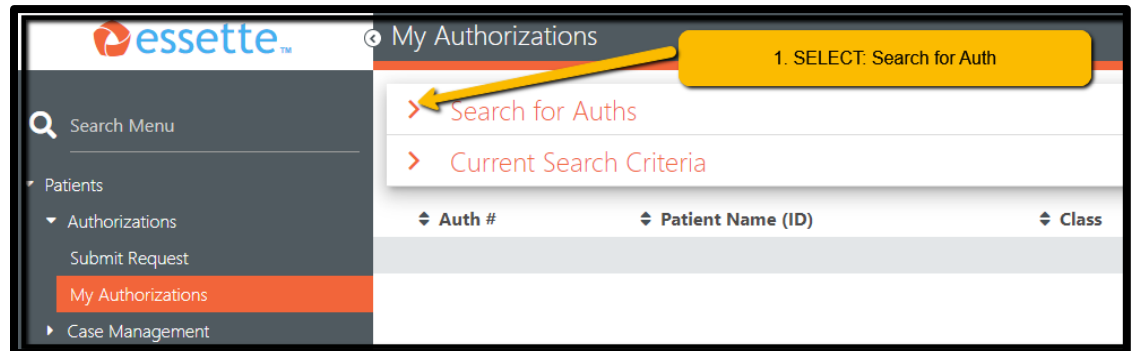 essette™
My Authorizations
1. SELECT: Search for Auth
Search Menu
Search for Auths
Current Search Criteria
Patients
Authorizations
Auth #
Patient Name (ID)
Class
Submit Request
My Authorizations
Case Management